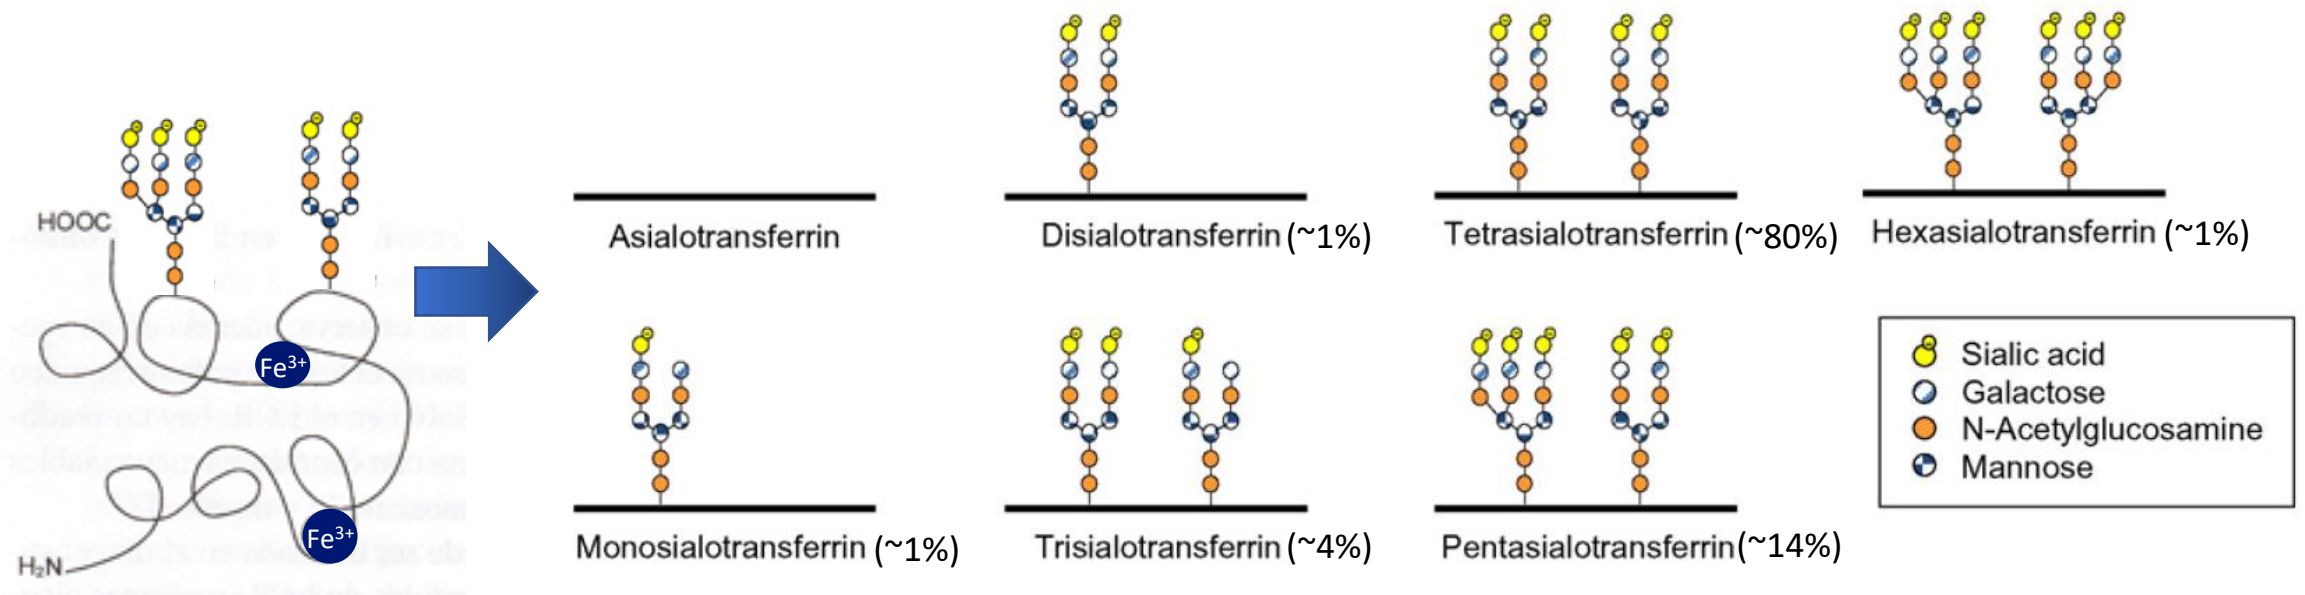 HOOC
Fe3+
Fe3+
H₂N
Asialotransferrin
Disialotransferrin (~1%)
Tetrasialotransferrin (~80%)
Hexasialotransferrin (~1%)
Monosialotransferrin (~1%)
Trisialotransferrin (~4%)
Pentasialotransferrin (~14%)
Sialic acid
Galactose
N-Acetylglucosamine
Mannose